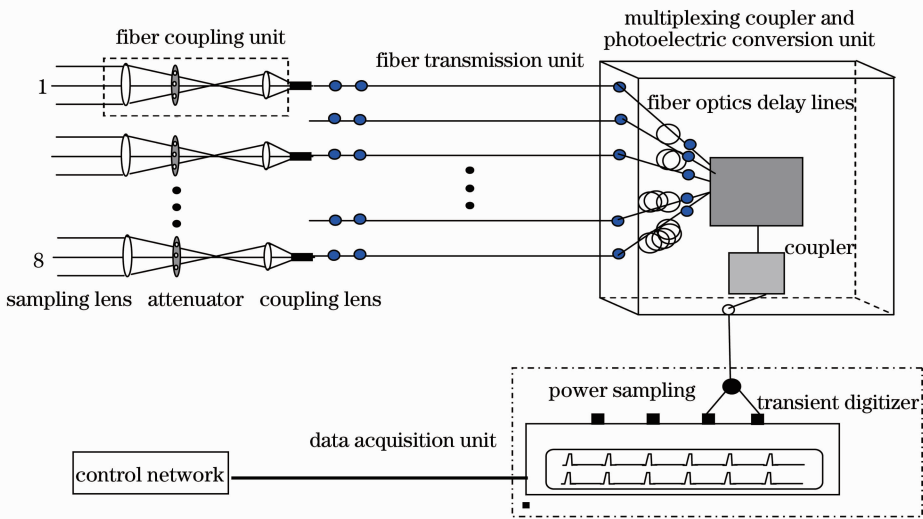 multiplexing coupler and
photoelectric conversion unit
fiber coupling unit
fiber transmission unit
1
fiber optics delay lines
8
coupler
sampling lens
attenuator
coupling lens
power sampling
transient digitizer
data acquisition unit
control network